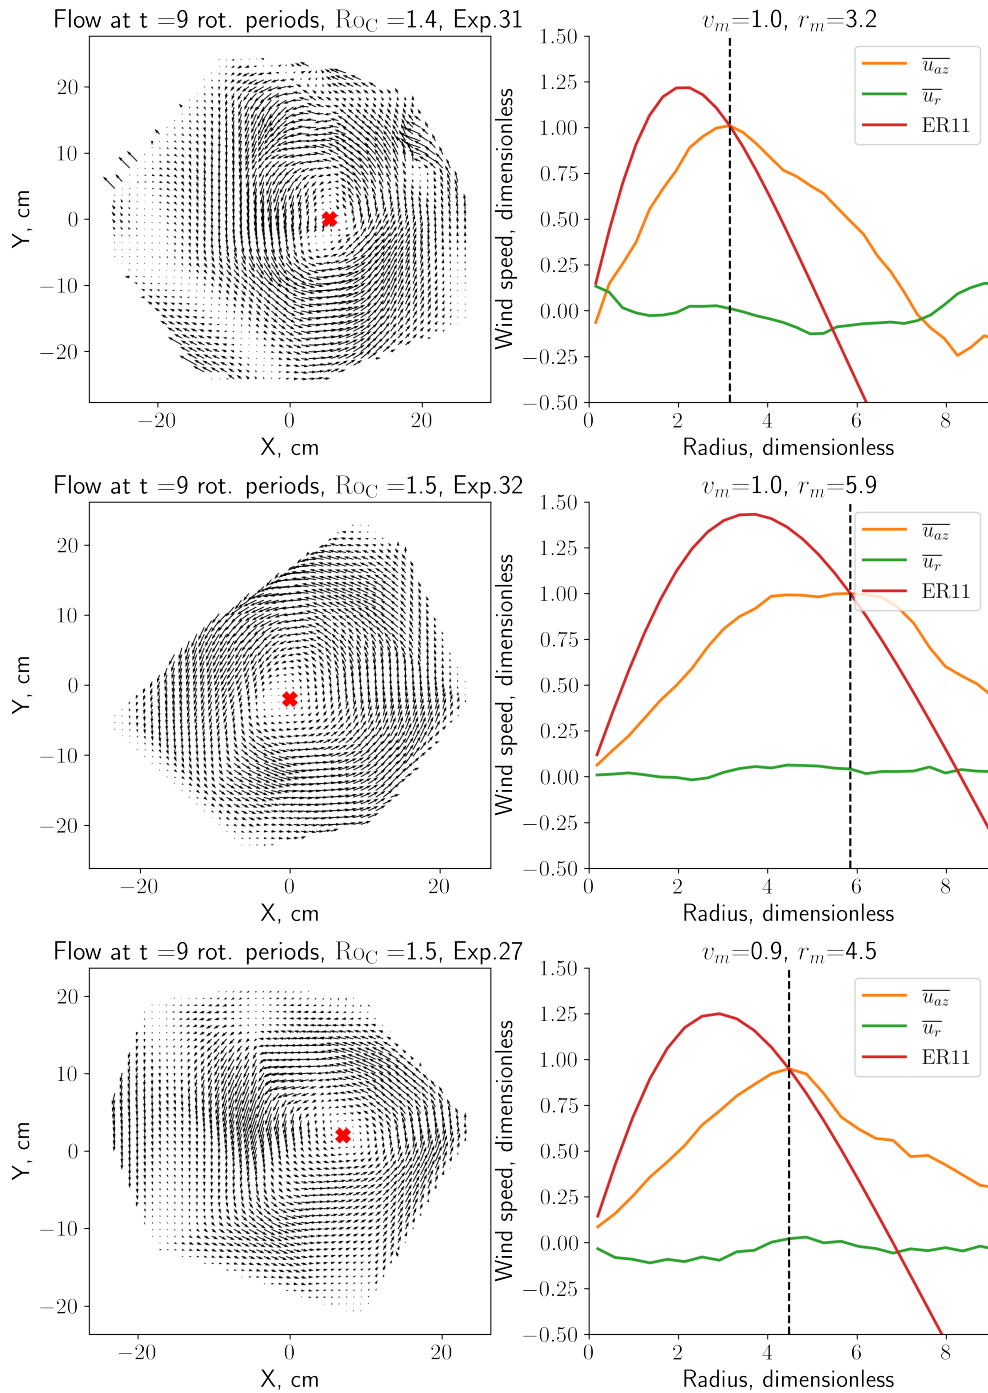 Flow at t =9 rot. periods, Ro_C =1.4, Exp.31
Y, cm
20
10
0
−10
−20
−20 0 20
X, cm
v_m=1.0, r_m=3.2
Wind speed, dimensionless
1.50
1.25
1.00
0.75
0.50
0.25
0.00
−0.25
−0.50
0 2 4 6 8
Radius, dimensionless
u_az
u_r
ER11
Flow at t =9 rot. periods, Ro_C =1.5, Exp.32
Y, cm
20
10
0
−10
−20
−20 0 20
X, cm
v_m=1.0, r_m=5.9
Wind speed, dimensionless
1.50
1.25
1.00
0.75
0.50
0.25
0.00
−0.25
−0.50
0 2 4 6 8
Radius, dimensionless
u_az
u_r
ER11
Flow at t =9 rot. periods, Ro_C =1.5, Exp.27
Y, cm
20
10
0
−10
−20
−20 0 20
X, cm
v_m=0.9, r_m=4.5
Wind speed, dimensionless
1.50
1.25
1.00
0.75
0.50
0.25
0.00
−0.25
−0.50
0 2 4 6 8
Radius, dimensionless
u_az
u_r
ER11